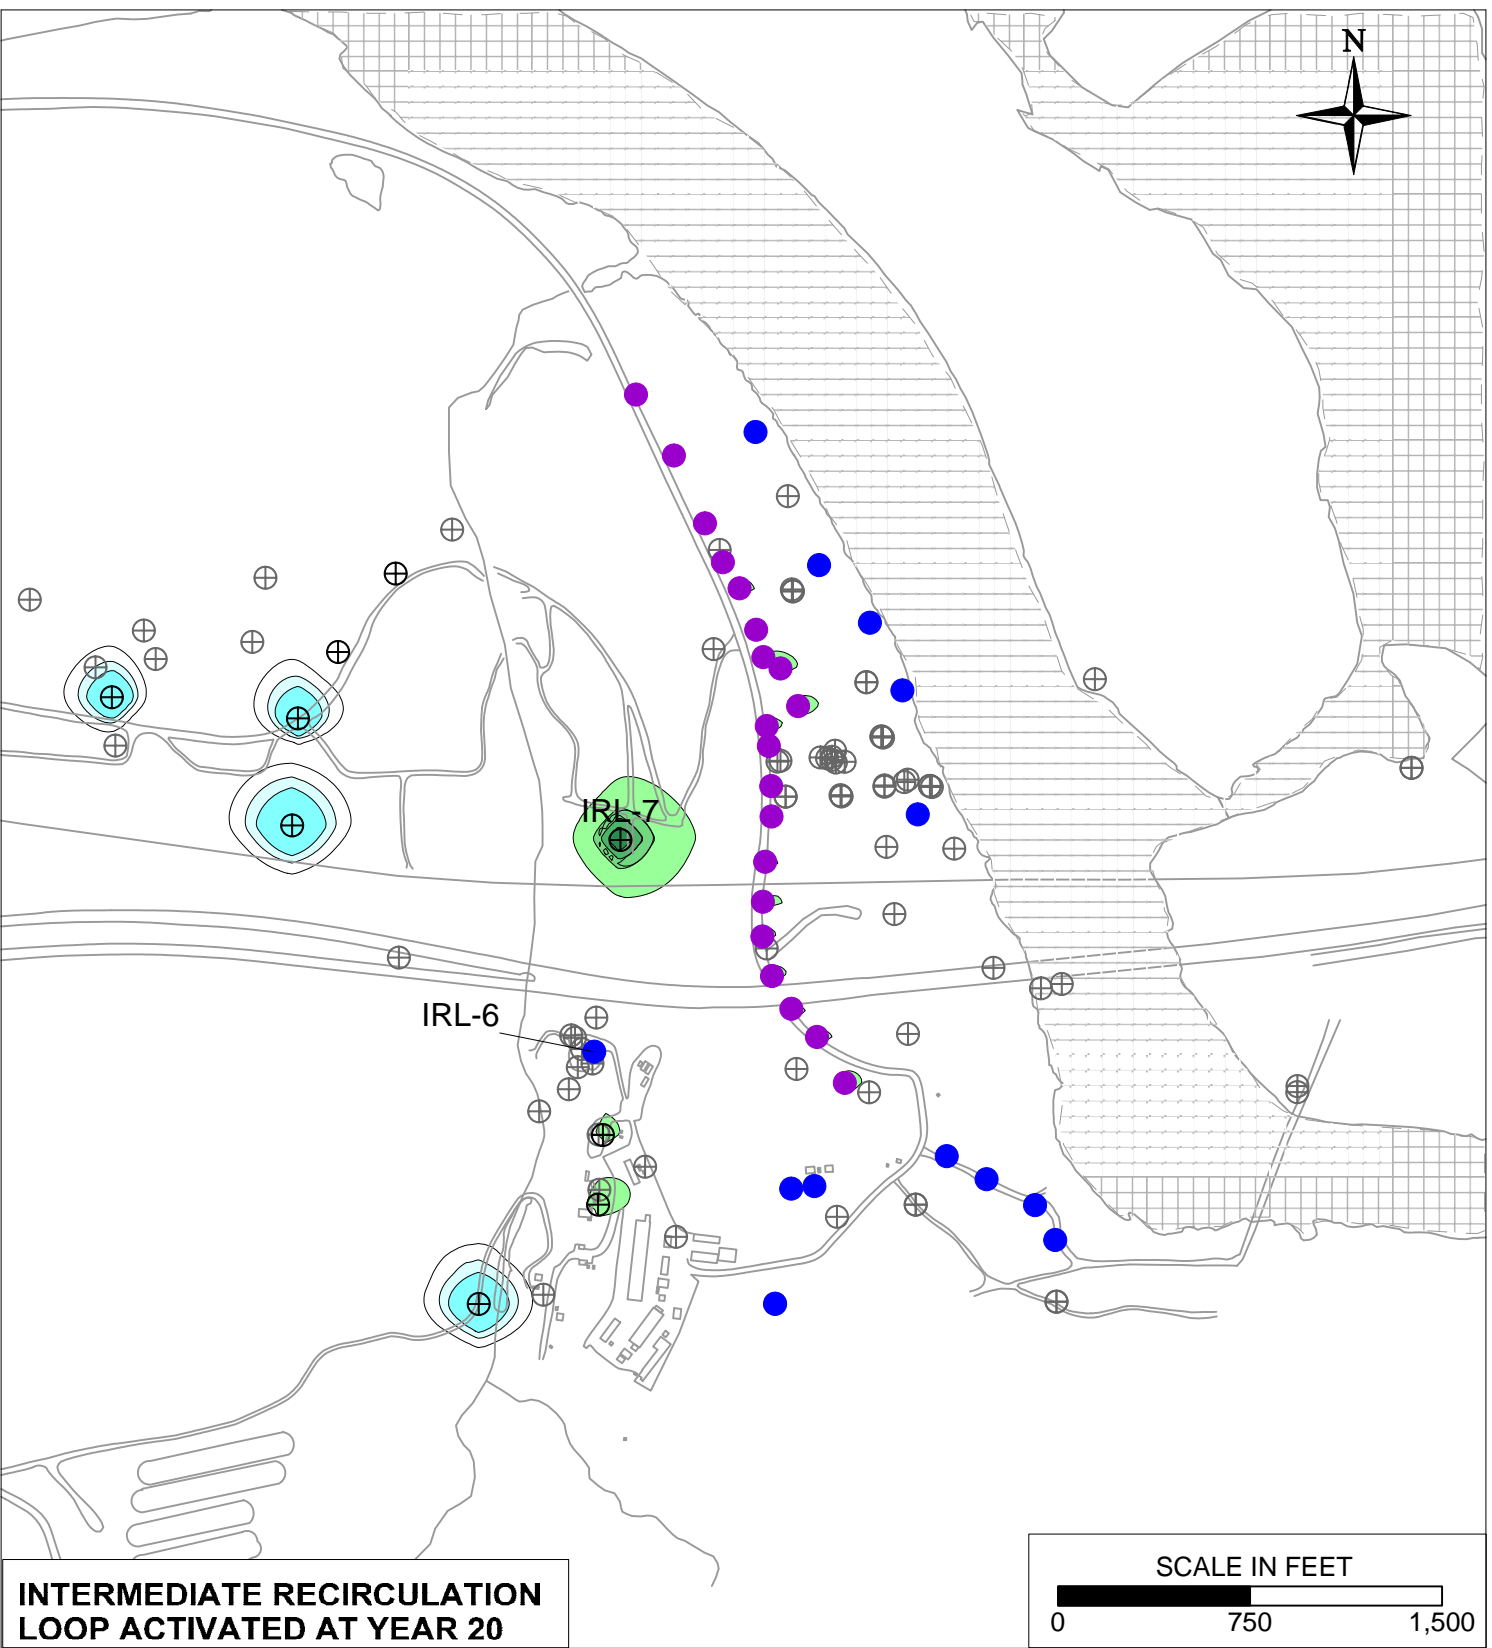 N
IRL-7
IRL-6
INTERMEDIATE RECIRCULATION
LOOP ACTIVATED AT YEAR 20
SCALE IN FEET
0 750 1,500